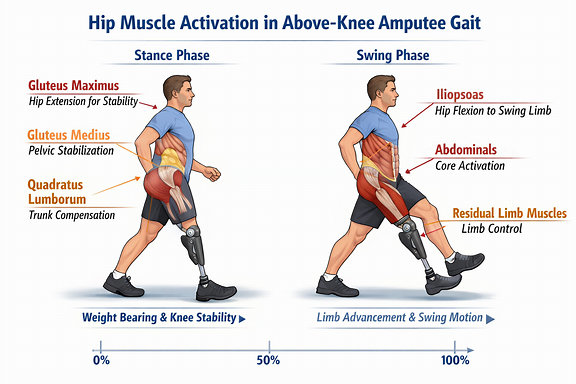 Hip Muscle Activation in Above-Knee Amputee Gait
Stance Phase
Gluteus Maximus
Hip Extension for Stability
Gluteus Medius
Pelvic Stabilization
Quadratus
Lumborum
Trunk Compensation
Weight Bearing & Knee Stability
Swing Phase
Iliopsoas
Hip Flexion to Swing Limb
Abdominals
Core Activation
Residual Limb Muscles
Limb Control
Limb Advancement & Swing Motion
0%
50%
100%